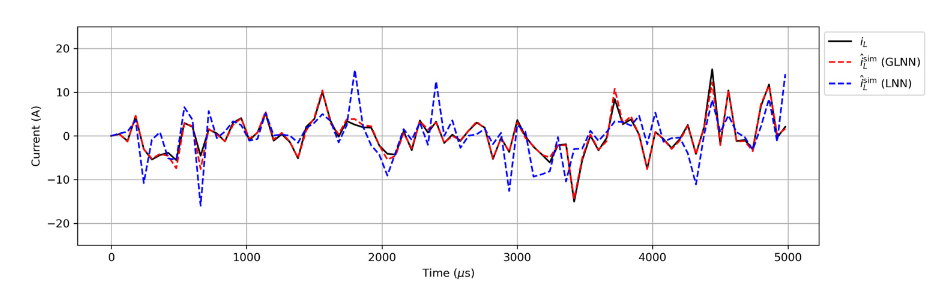 20
10
0
−10
−20
Current (A)
0
1000
2000
3000
4000
5000
Time (μs)
i_L
î_L^sim (GLNN)
î_L^sim (LNN)